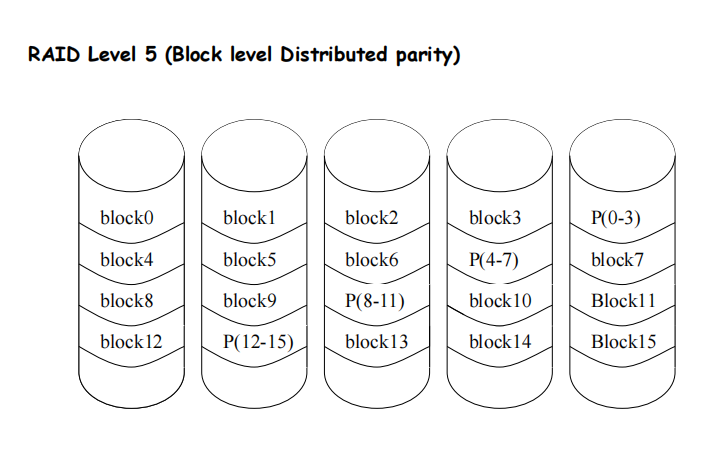 RAID Level 5 (Block level Distributed parity)
block0 block1 block2 block3 P(0-3)
block4 block5 block6 P(4-7) block7
block8 block9 P(8-11) block10 Block11
block12 P(12-15) block13 block14 Block15